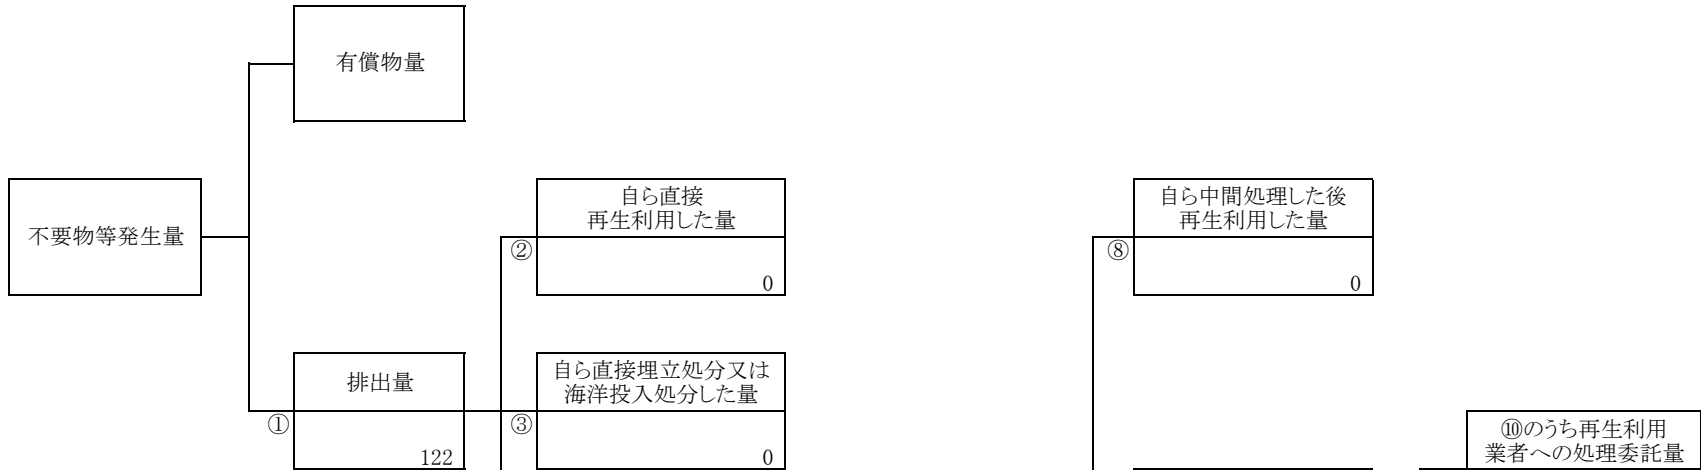 有償物量
不要物等発生量
自ら直接
再生利用した量
②
0
自ら中間処理した後
再生利用した量
⑧
0
排出量
①
122
自ら直接埋立処分又は
海洋投入処分した量
③
0
⑩のうち再生利用
業者への処理委託量